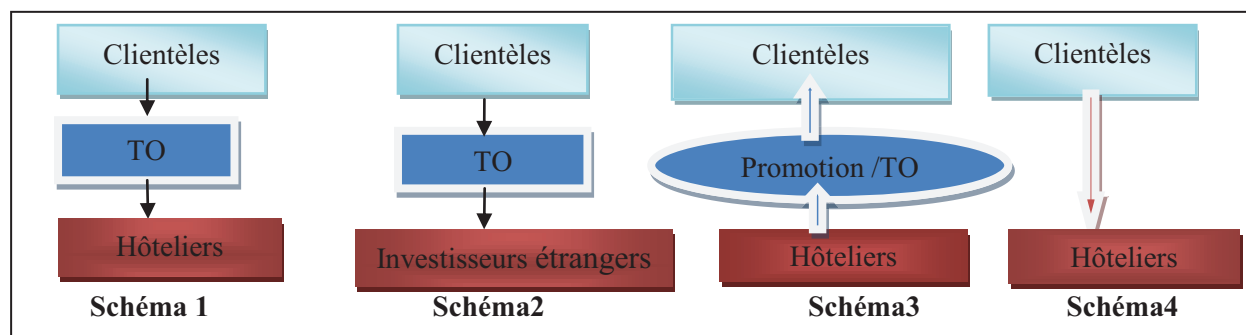 Clientèles
TO
Hôteliers
Schéma 1
Clientèles
TO
Investisseurs étrangers
Schéma2
Clientèles
Promotion /TO
Hôteliers
Schéma3
Clientèles
Hôteliers
Schéma4